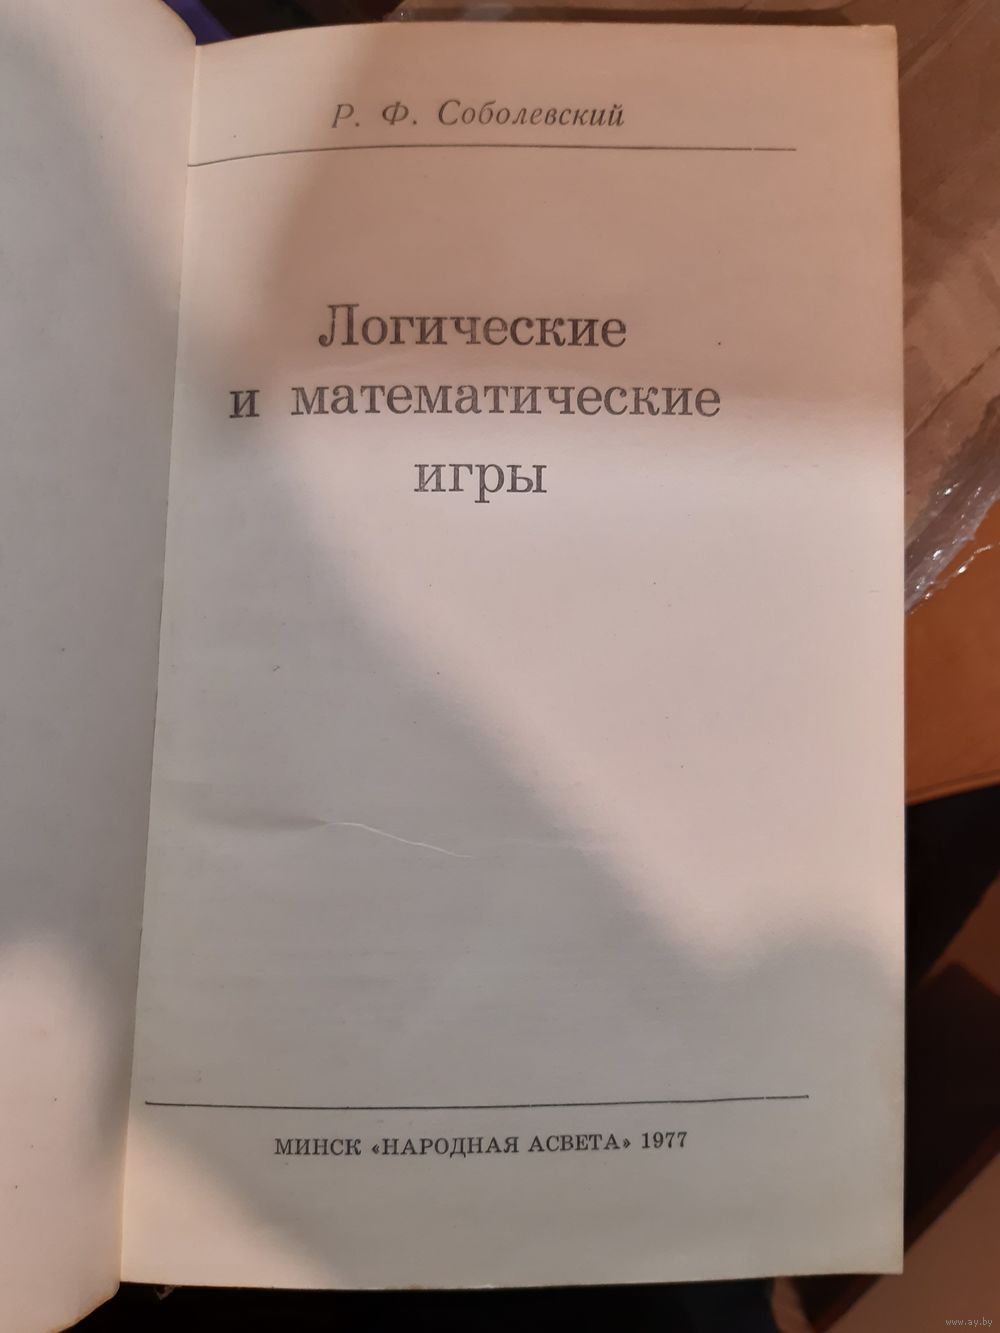 Р. Ф. Соболевский
Логические
и математические
игры
МИНСК «НАРОДНАЯ АСВЕТА» 1977
www.ay.by